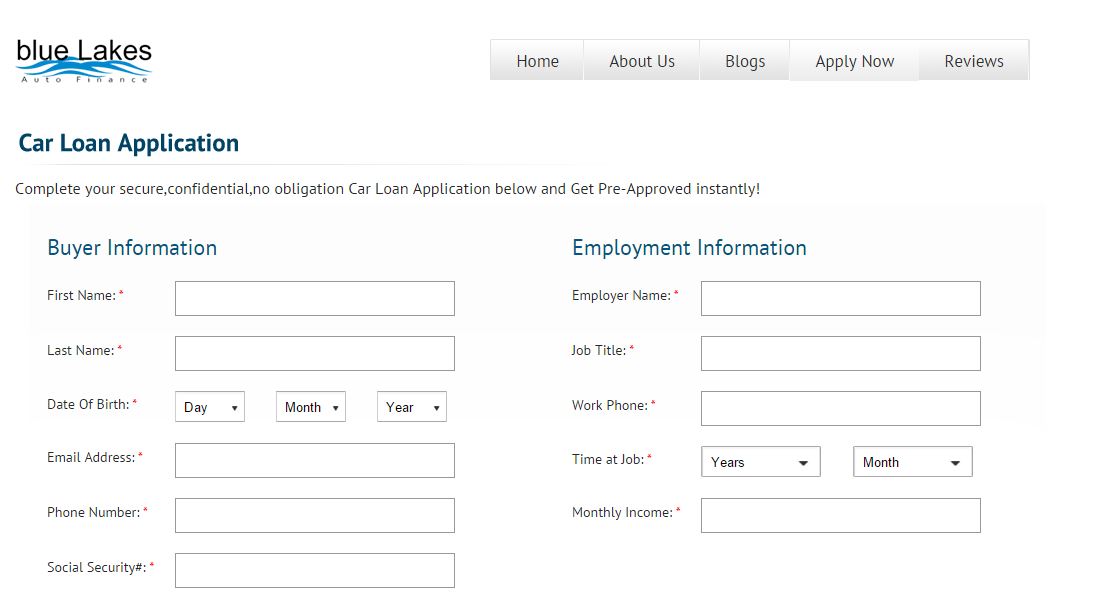 blue Lakes
Auto Finance
Home About Us Blogs Apply Now Reviews
Car Loan Application
Complete your secure,confidential,no obligation Car Loan Application below and Get Pre-Approved instantly!
Buyer Information
First Name: *
Last Name: *
Date Of Birth: * Day Month Year
Email Address: *
Phone Number: *
Social Security#: *
Employment Information
Employer Name: *
Job Title: *
Work Phone: *
Time at Job: * Years Month
Monthly Income: *